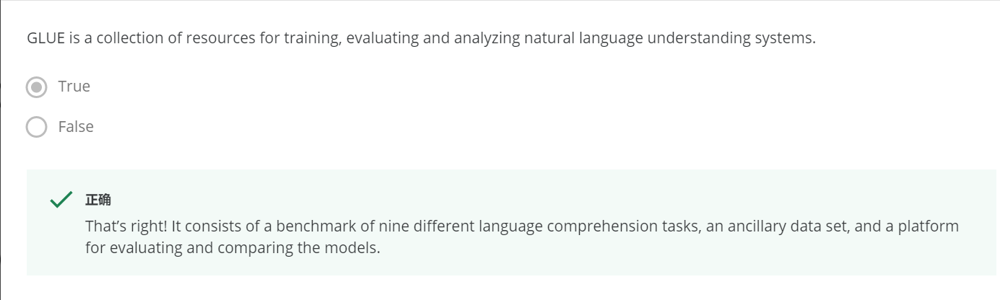 GLUE is a collection of resources for training, evaluating and analyzing natural language understanding systems.
True
False
正确
That’s right! It consists of a benchmark of nine different language comprehension tasks, an ancillary data set, and a platform
for evaluating and comparing the models.